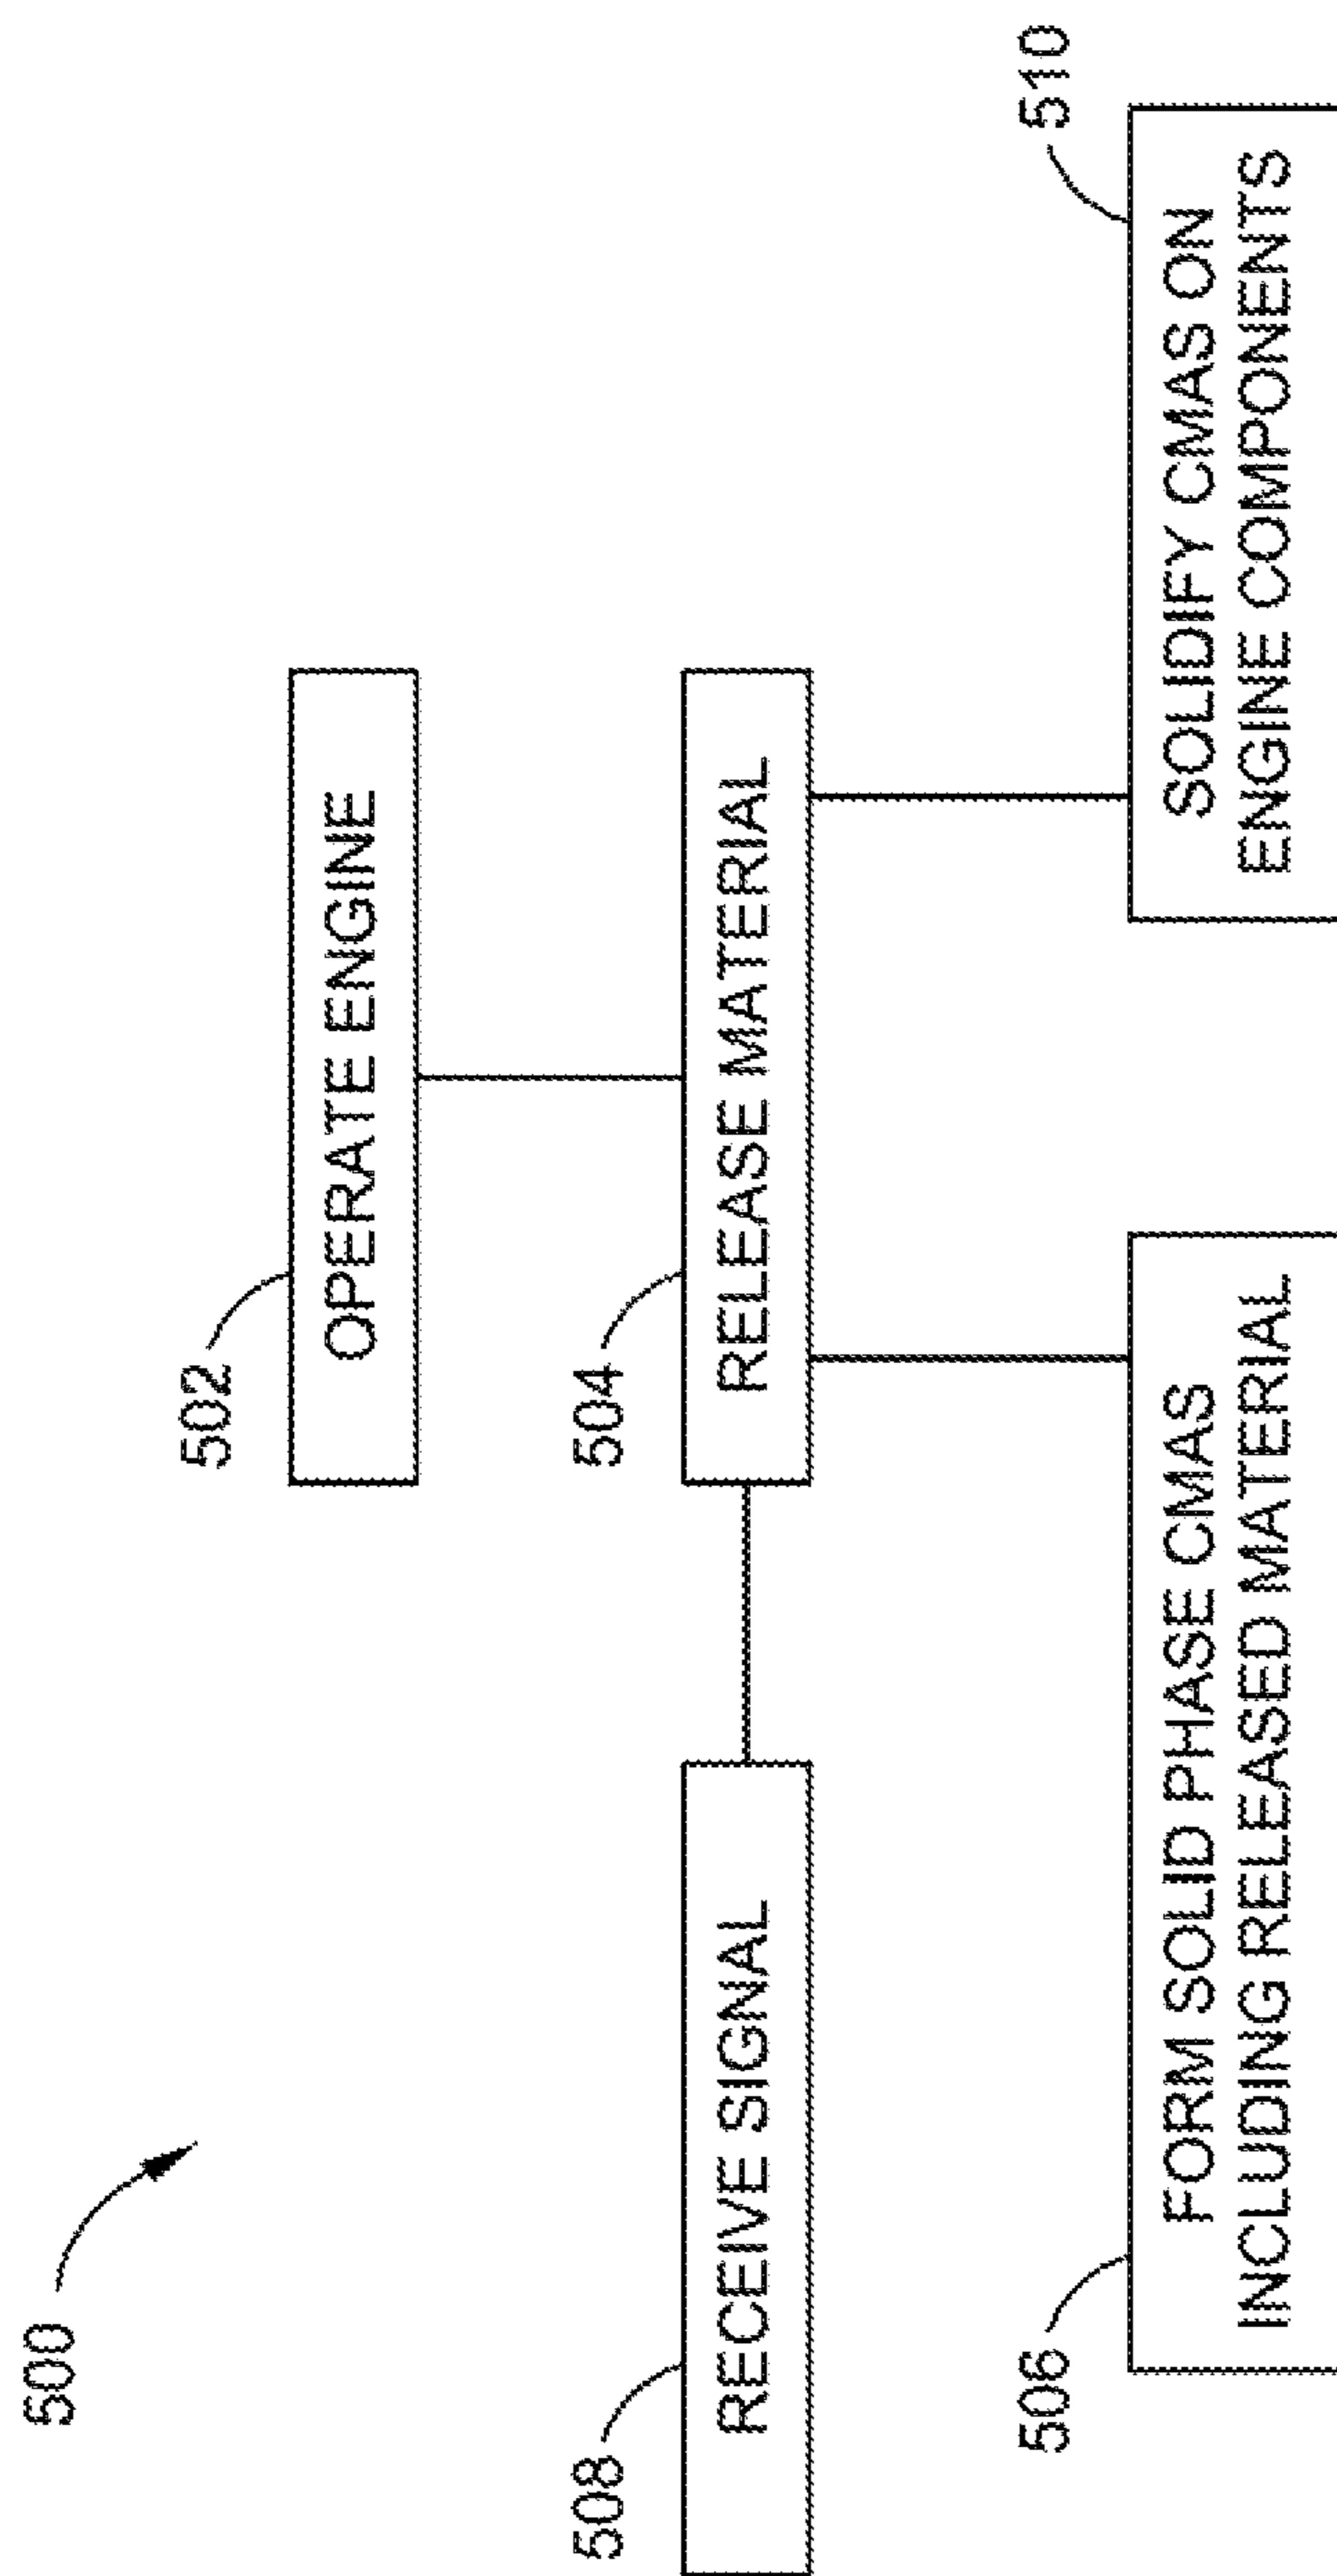 500
502
OPERATE ENGINE
508
RECEIVE SIGNAL
504
RELEASE MATERIAL
506
FORM SOLID PHASE CMAS
INCLUDING RELEASED MATERIAL
510
SOLIDIFY CMAS ON
ENGINE COMPONENTS